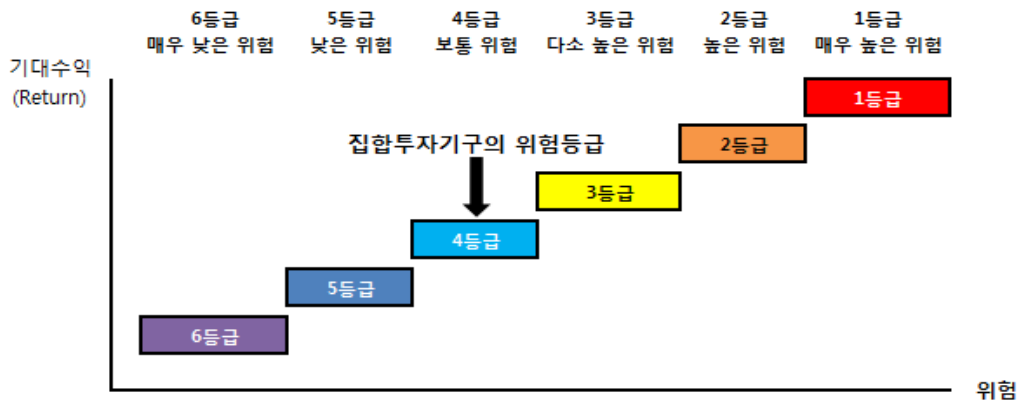 6등급 5등급 4등급 3등급 2등급 1등급
매우 낮은 위험 낮은 위험 보통 위험 다소 높은 위험 높은 위험 매우 높은 위험
기대수익
(Return)
1등급
집합투자기구의 위험등급
2등급
3등급
4등급
5등급
6등급
위험